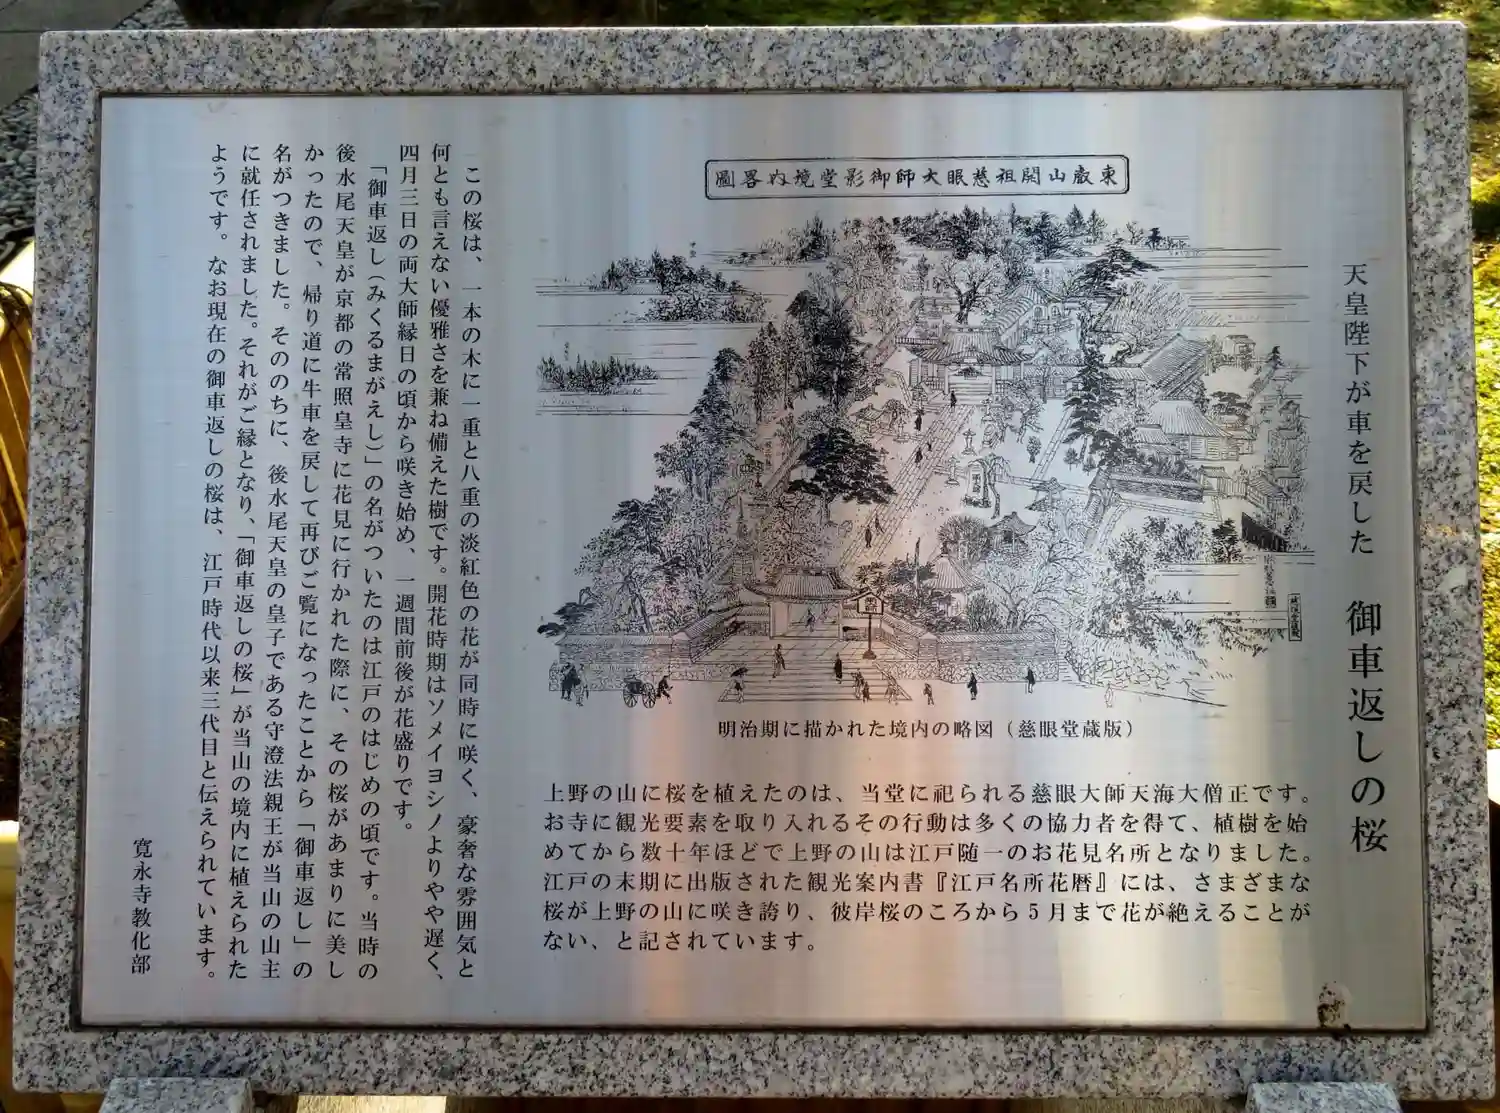 天皇陛下が車を戻した 御車返しの桜
東叡山開祖慈眼大師御影堂境内畧圖
明治期に描かれた境内の略図（慈眼堂蔵版）
上野の山に桜を植えたのは、当堂に祀られる慈眼大師天海大僧正です。
お寺に観光要素を取り入れるその行動は多くの協力者を得て、植樹を始
めてから数十年ほどで上野の山は江戸随一のお花見名所となりました。
江戸の末期に出版された観光案内書『江戸名所花暦』には、さまざまな
桜が上野の山に咲き誇り、彼岸桜のころから5月まで花が絶えることが
ない、と記されています。
この桜は、一本の木に一重と八重の淡紅色の花が同時に咲く、豪奢な雰囲気と
何とも言えない優雅さを兼ね備えた樹です。開花時期はソメイヨシノよりやや遅く、
四月三日の両大師縁日の頃から咲き始め、一週間前後が花盛りです。
「御車返し（みくるまがえし）」の名がついたのは江戸のはじめの頃です。当時の
後水尾天皇が京都の常照皇寺に花見に行かれた際に、その桜があまりに美し
かったので、帰り道に牛車を戻して再びご覧になったことから「御車返し」の
名がつきました。そののちに、後水尾天皇の皇子である守澄法親王が当山の山主
に就任されました。それがご縁となり、「御車返しの桜」が当山の境内に植えられた
ようです。なお現在の御車返しの桜は、江戸時代以来三代目と伝えられています。
寛永寺教化部